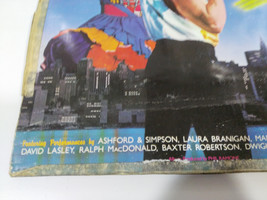 Featuring Performances by ASHFORD & SIMPSON, LAURA BRANIGAN,
DAVID LASLEY, RALPH MacDONALD, BAXTER ROBERTSON,